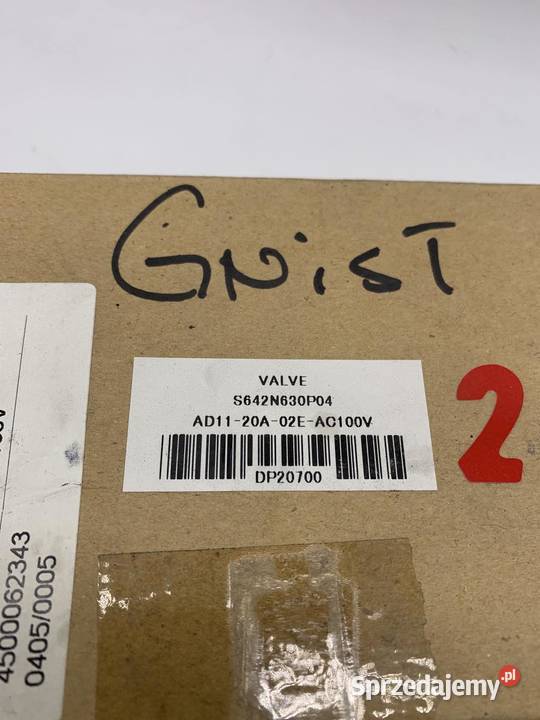 GNIST
VALVE
S642N630P04
AD11-20A-02E-AC100V
DP20700
2
4500062343
0405/0005
Sprzedajemy.pl